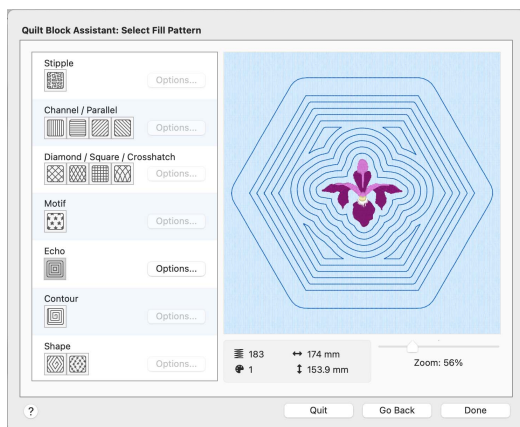 Quilt Block Assistant: Select Fill Pattern
Stipple
Options...
Channel / Parallel
Options...
Diamond / Square / Crosshatch
Options...
Motif
Options...
Echo
Options...
Contour
Options...
Shape
Options...
183
174 mm
1
153.9 mm
Zoom: 56%
?
Quit
Go Back
Done